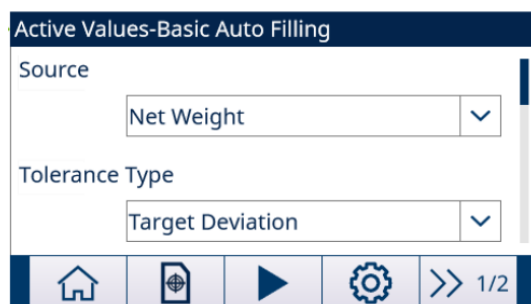 Active Values-Basic Auto Filling
Source
Net Weight
Tolerance Type
Target Deviation
1/2